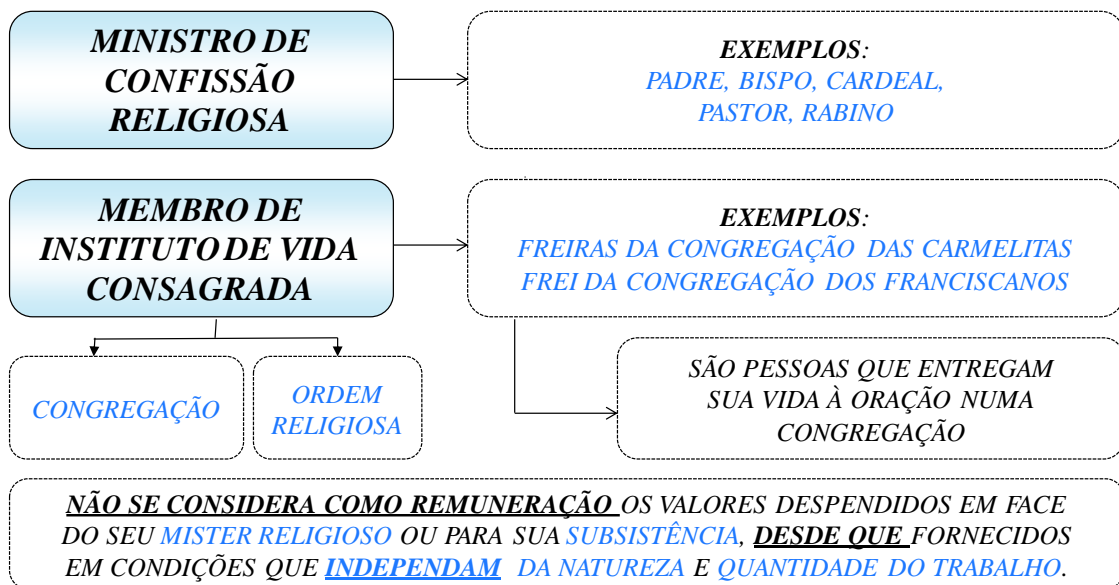 MINISTRO DE
CONFISSÃO
RELIGIOSA
EXEMPLOS:
PADRE, BISPO, CARDEAL,
PASTOR, RABINO
MEMBRO DE
INSTITUTO DE VIDA
CONSAGRADA
EXEMPLOS:
FREIRAS DA CONGREGAÇÃO DAS CARMELITAS
FREI DA CONGREGAÇÃO DOS FRANCISCANOS
CONGREGAÇÃO
ORDEM
RELIGIOSA
SÃO PESSOAS QUE ENTREGAM
SUA VIDA À ORAÇÃO NUMA
CONGREGAÇÃO
NÃO SE CONSIDERA COMO REMUNERAÇÃO OS VALORES DESPENDIDOS EM FACE
DO SEU MISTER RELIGIOSO OU PARA SUA SUBSISTÊNCIA, DESDE QUE FORNECIDOS
EM CONDIÇÕES QUE INDEPENDAM DA NATUREZA E QUANTIDADE DO TRABALHO.